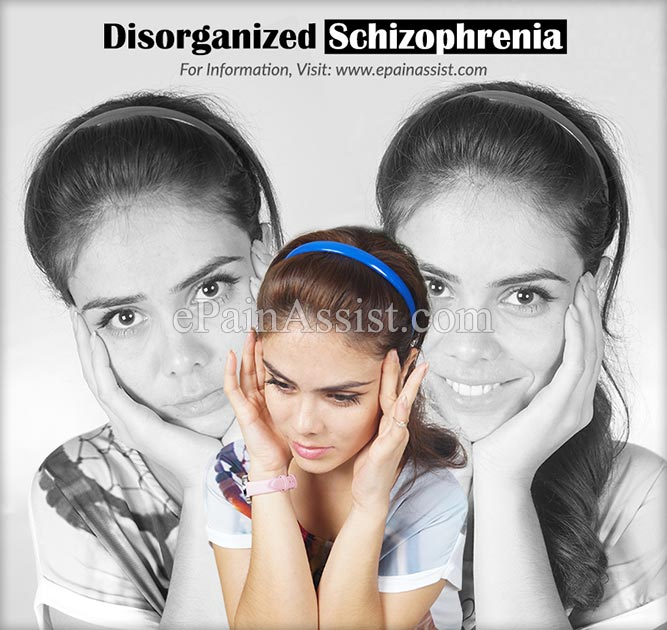 Disorganized Schizophrenia
For Information, Visit: www.epainassist.com
ePainAssist.com